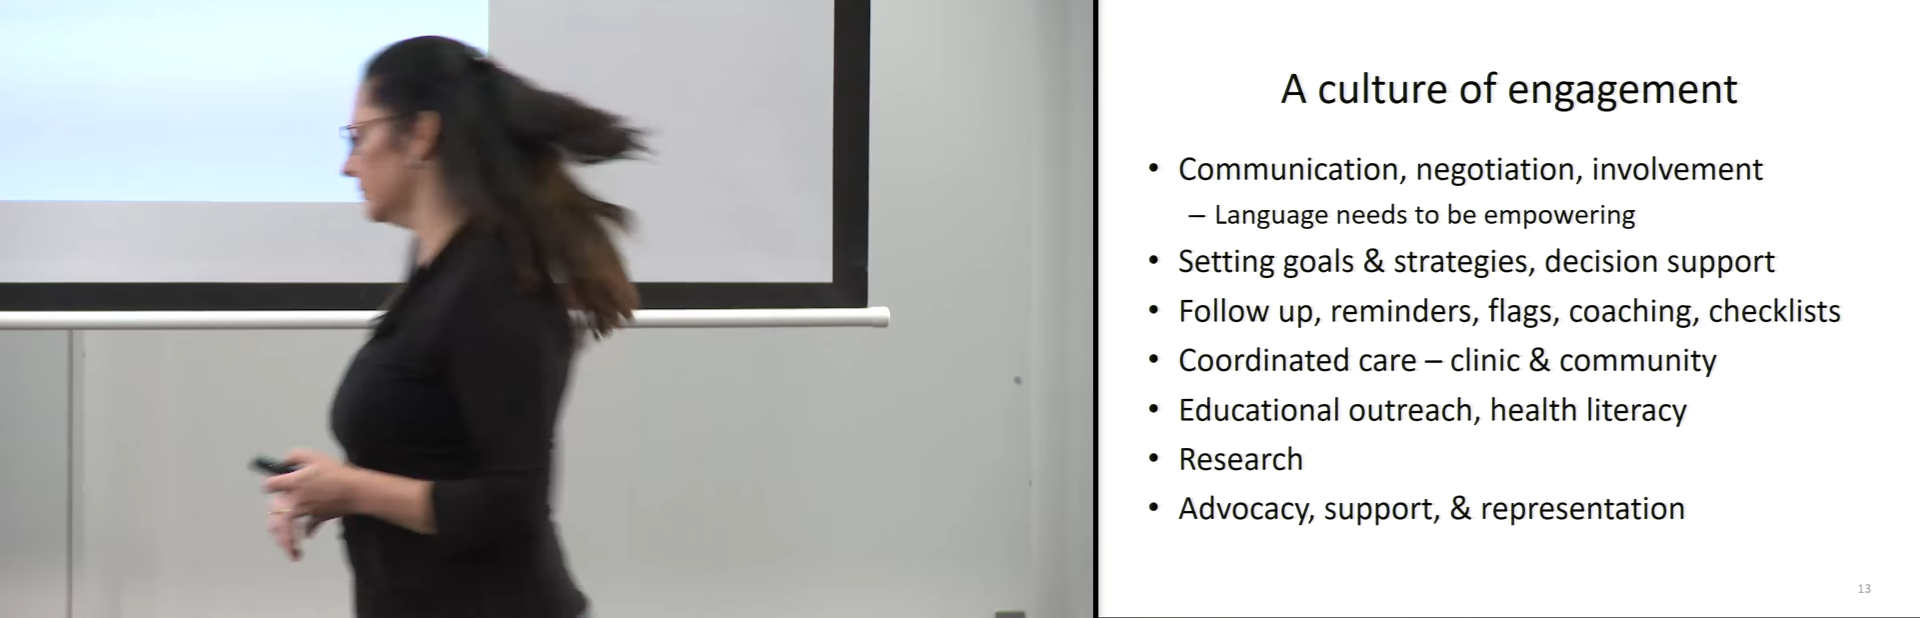 A culture of engagement
• Communication, negotiation, involvement
– Language needs to be empowering
• Setting goals & strategies, decision support
• Follow up, reminders, flags, coaching, checklists
• Coordinated care – clinic & community
• Educational outreach, health literacy
• Research
• Advocacy, support, & representation
13